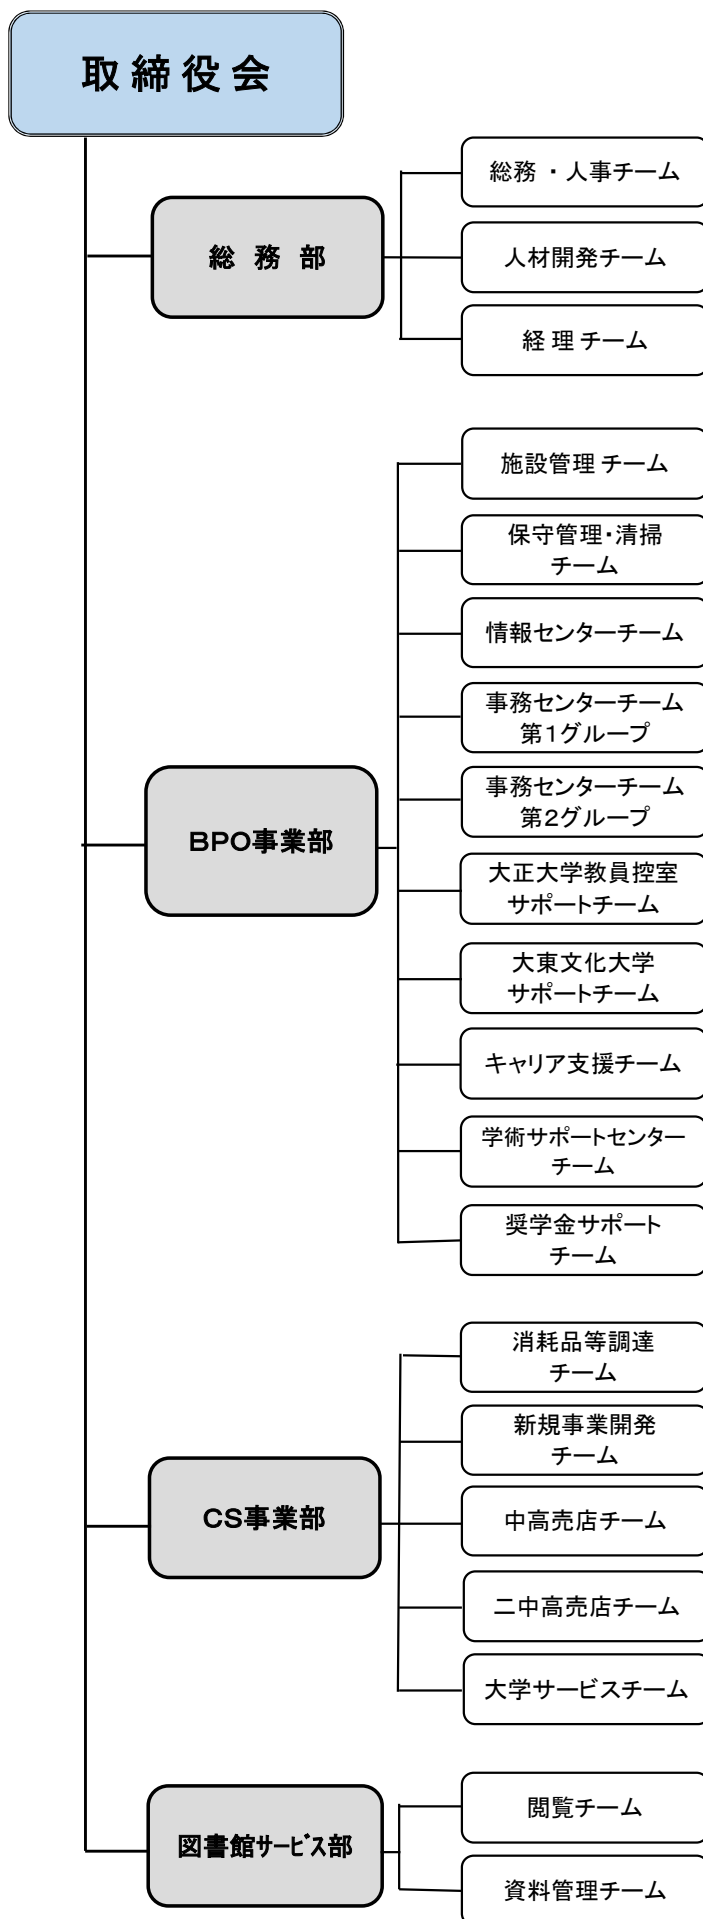 取締役会
総務部
総務・人事チーム
人材開発チーム
経理チーム
BPO事業部
施設管理チーム
保守管理・清掃
チーム
情報センターチーム
事務センターチーム
第1グループ
事務センターチーム
第2グループ
大正大学教員控室
サポートチーム
大東文化大学
サポートチーム
キャリア支援チーム
学術サポートセンター
チーム
奨学金サポート
チーム
CS事業部
消耗品等調達
チーム
新規事業開発
チーム
中高売店チーム
二中高売店チーム
大学サービスチーム
図書館サービス部
閲覧チーム
資料管理チーム